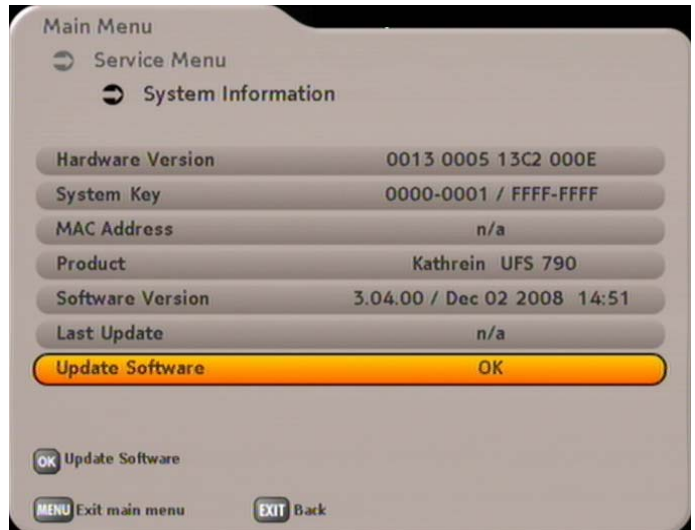 Main Menu
Service Menu
System Information
Hardware Version 0013 0005 13C2 000E
System Key 0000-0001 / FFFF-FFFF
MAC Address n/a
Product Kathrein UFS 790
Software Version 3.04.00 / Dec 02 2008 14:51
Last Update n/a
Update Software OK
OK Update Software
MENU Exit main menu EXIT Back